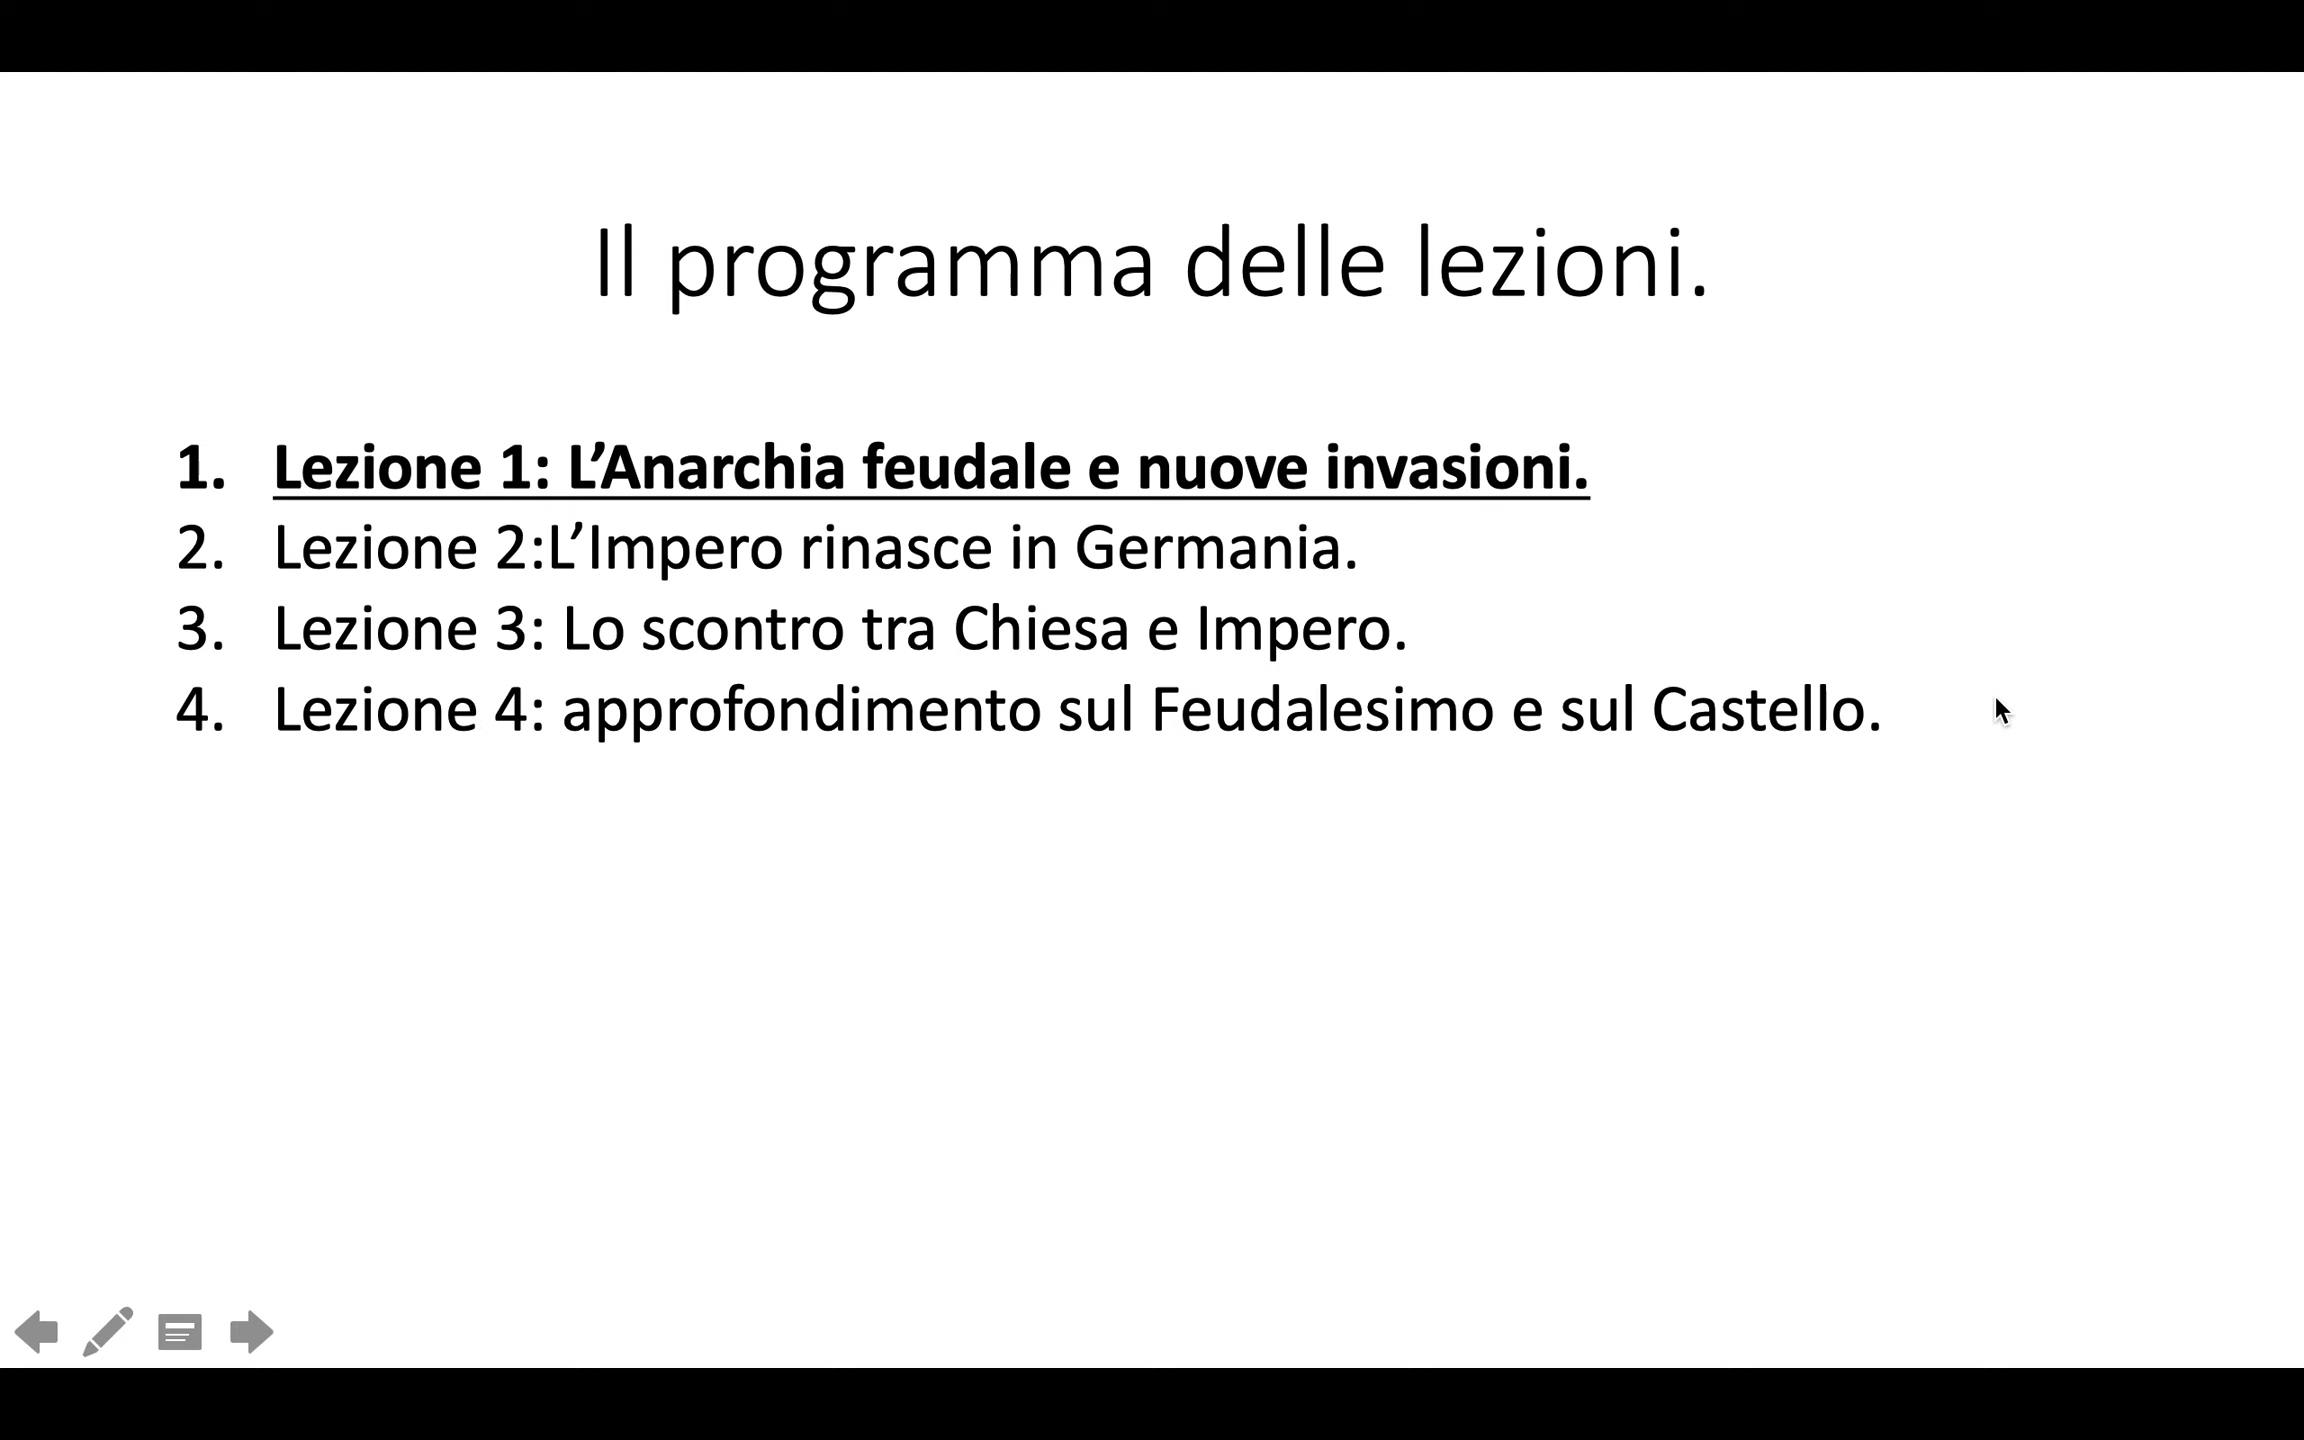 Il programma delle lezioni.
1. Lezione 1: L’Anarchia feudale e nuove invasioni.
2. Lezione 2:L’Impero rinasce in Germania.
3. Lezione 3: Lo scontro tra Chiesa e Impero.
4. Lezione 4: approfondimento sul Feudalesimo e sul Castello.